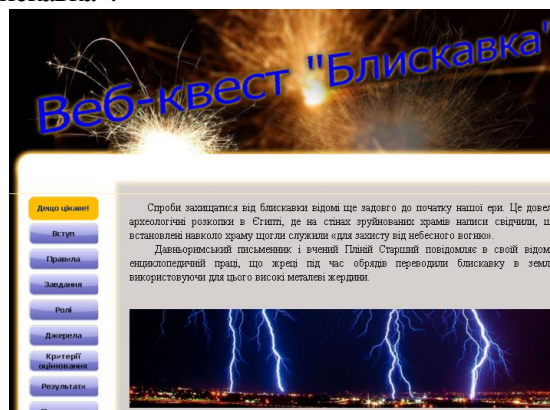 Веб-квест "Блискавка"
Дещо цікаве!
Вступ
Правила
Завдання
Ролі
Джерела
Критерії
оцінювання
Результати
Спроби захищатися від блискавки відомі ще задовго до початку нашої ери. Це
археологічні розкопки в Єгипті, де на стінах зруйнованих храмів написи свідчили,
встановлені навколо храму щогли служили «для захисту від небесного вогню».
Давньоримський письменник і вчений Пліній Старший повідомляє в своїй
енциклопедичній праці, що жреці під час обрядів переводили блискавку в
використовуючи для цього високі металеві жердини.